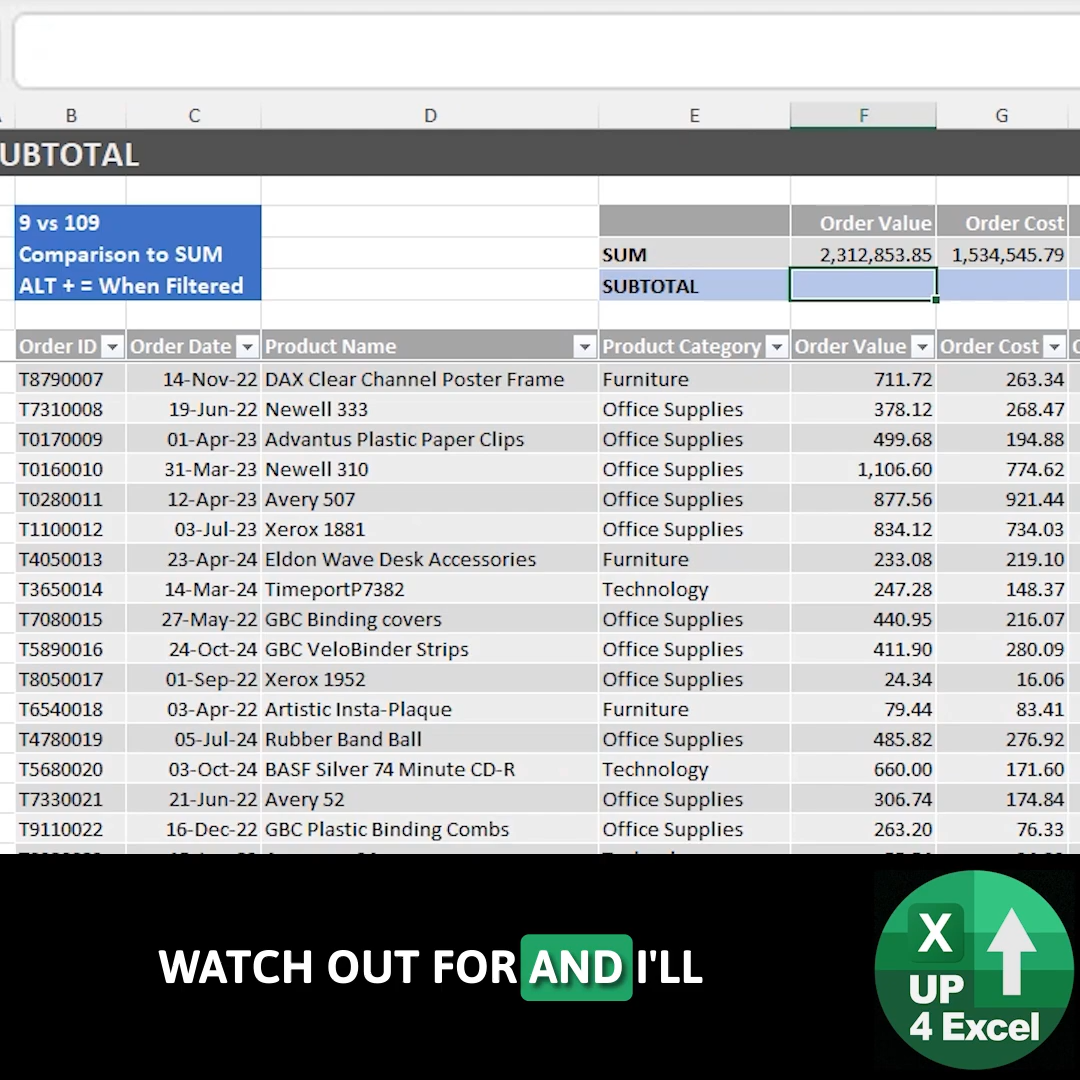 B C D E F G
UBTOTAL
9 vs 109
Comparison to SUM
ALT + = When Filtered
Order Value Order Cost
SUM 2,312,853.85 1,534,545.79
SUBTOTAL
Order ID Order Date Product Name Product Category Order Value Order Cost
T8790007 14-Nov-22 DAX Clear Channel Poster Frame Furniture 711.72 263.34
T7310008 19-Jun-22 Newell 333 Office Supplies 378.12 268.47
T0170009 01-Apr-23 Advantus Plastic Paper Clips Office Supplies 499.68 194.88
T0160010 31-Mar-23 Newell 310 Office Supplies 1,106.60 774.62
T0280011 12-Apr-23 Avery 507 Office Supplies 877.56 921.44
T1100012 03-Jul-23 Xerox 1881 Office Supplies 834.12 734.03
T4050013 23-Apr-24 Eldon Wave Desk Accessories Furniture 233.08 219.10
T3650014 14-Mar-24 TimeportP7382 Technology 247.28 148.37
T7080015 27-May-22 GBC Binding covers Office Supplies 440.95 216.07
T5890016 24-Oct-24 GBC VeloBinder Strips Office Supplies 411.90 280.09
T8050017 01-Sep-22 Xerox 1952 Office Supplies 24.34 16.06
T6540018 03-Apr-22 Artistic Insta-Plaque Furniture 79.44 83.41
T4780019 05-Jul-24 Rubber Band Ball Office Supplies 485.82 276.92
T5680020 03-Oct-24 BASF Silver 74 Minute CD-R Technology 660.00 171.60
T7330021 21-Jun-22 Avery 52 Office Supplies 306.74 174.84
T9110022 16-Dec-22 GBC Plastic Binding Combs Office Supplies 263.20 76.33
WATCH OUT FOR AND I'LL
X
UP
4 Excel